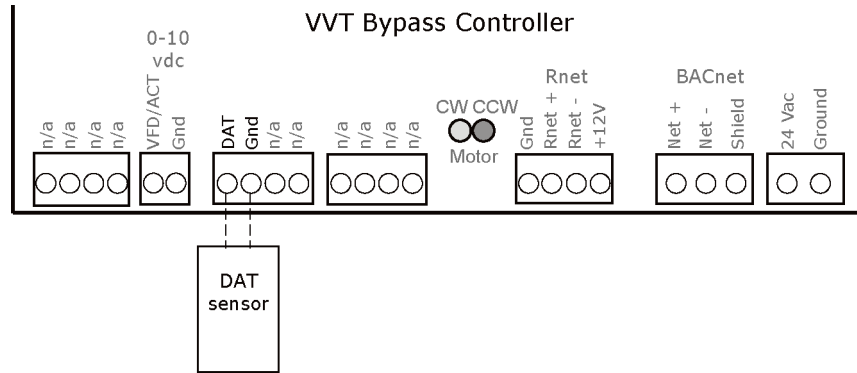 VVT Bypass Controller
0-10
vdc
Rnet
BACnet
n/a
n/a
n/a
n/a
VFD/ACT
Gnd
DAT
Gnd
n/a
n/a
n/a
n/a
n/a
n/a
CW CCW
Motor
Gnd
Rnet +
Rnet -
+12V
Net +
Net -
Shield
24 Vac
Ground
DAT
sensor